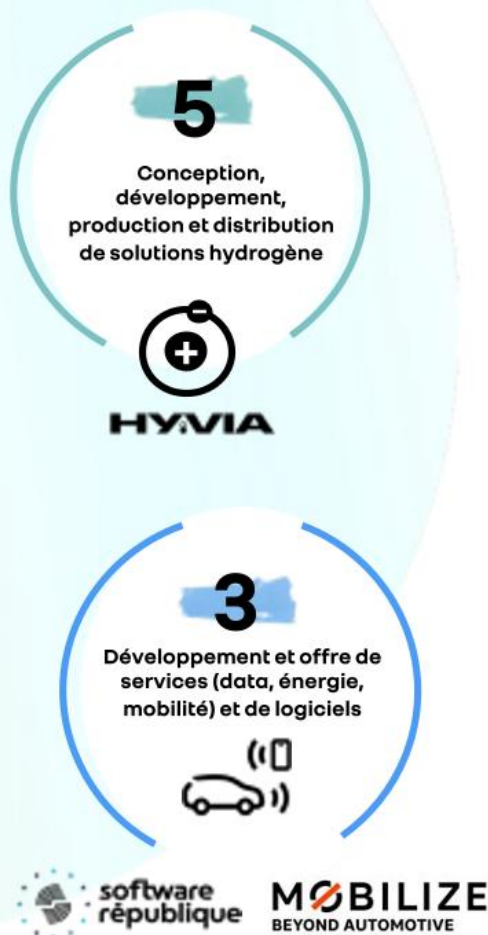 5
Conception,
développement,
production et distribution
de solutions hydrogène
HYVIA
3
Développement et offre de
services (data, énergie,
mobilité) et de logiciels
software
république
MOBILIZE
BEYOND AUTOMOTIVE